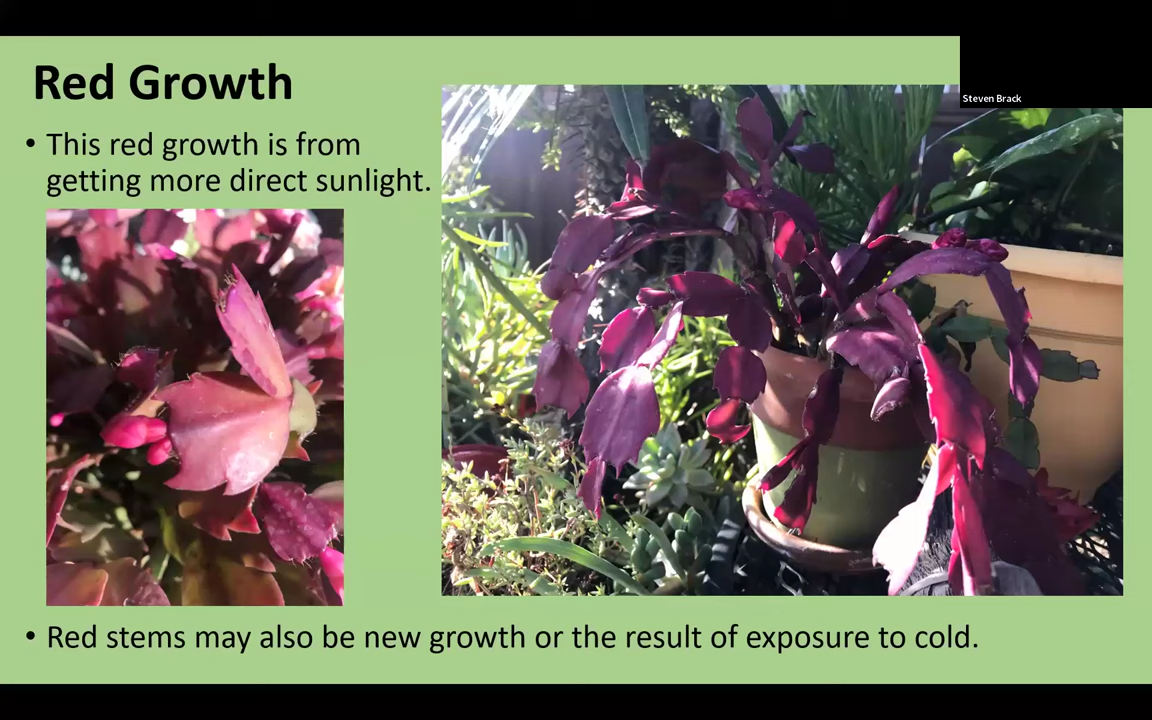 Red Growth
Steven Brack
• This red growth is from
getting more direct sunlight.
• Red stems may also be new growth or the result of exposure to cold.